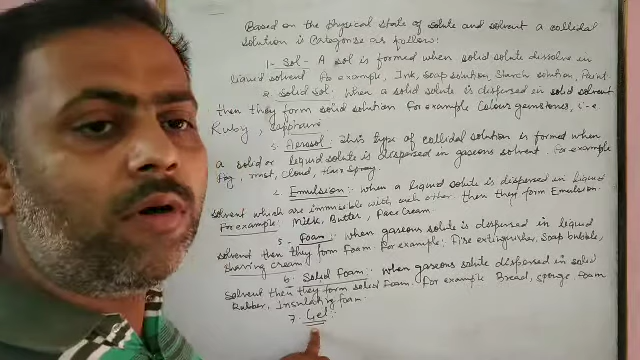 Based on the physical state of solute and solvent a collidal
solution is Categorise as follow:
1- Sol - A sol is formed when solid solute dissolve in
liquid solvent For example, Ink, Soap solution, Starch solution, Paint
2. Solid sol. When a solid solute is dispersed in solid solvent
then they form solid solution. For example Colour gemstones, i-e
Ruby, Sapphire
3. Aerosol. This type of collidal solution is formed when
a solid or liquid solute is dispersed in gaseous solvent. For example
Fog, mist, Cloud, Hair Spray.
Emulsion:- when a liquid solute is dispersed in liquid
solvent which are immisible with each other then they form Emulsion.
For example: Milk, Butter, Face Cream
5- Foam:- when gaseous solute is dispersed in liquid
solvent then they form Foam. For example: Fire extinguisher, Soap bubble,
Sharing cream
6. Solid Foam:- when gaseous solute dispersed in solid
solvent then they form solid foam. For example Bread, sponge, Foam
Rubber, Insulating foam.
7. Gel:-